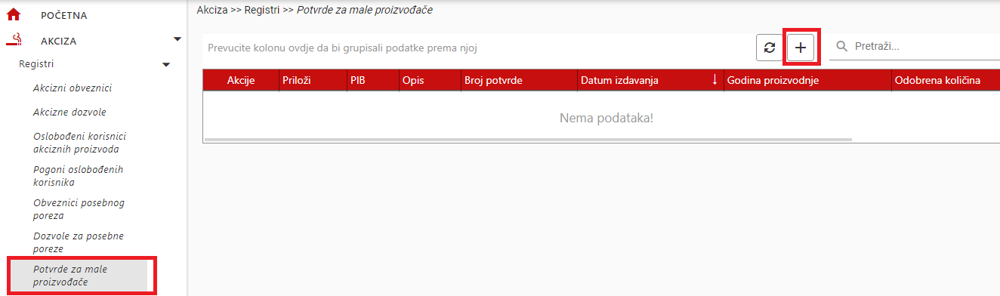 POČETNA
AKCIZA
Registri
Akcizni obveznici
Akcizne dozvole
Oslobođeni korisnici
akciznih proizvoda
Pogoni oslobođenih
korisnika
Obveznici posebnog
poreza
Dozvole za posebne
poreze
Potvrde za male
proizvođače
Akciza >> Registri >> Potvrde za male proizvođače
Prevucite kolonu ovdje da bi grupisali podatke prema njoj
Pretraži...
Akcije Priloži PIB Opis Broj potvrde Datum izdavanja ↓ Godina proizvodnje Odobrena količina
Nema podataka!